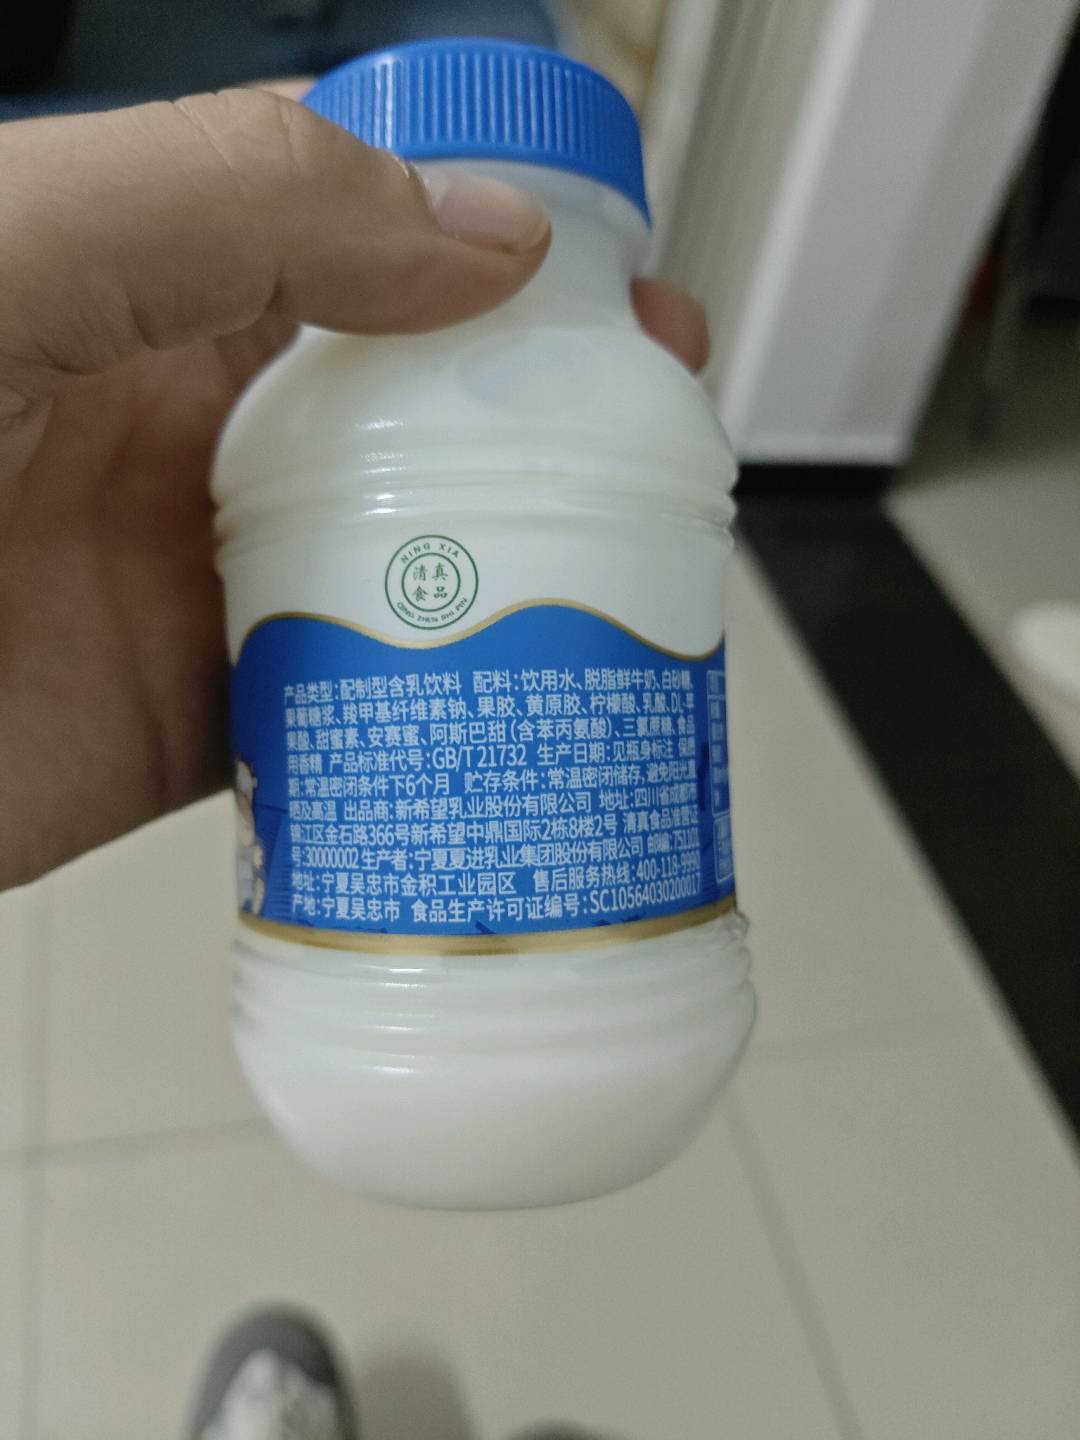 NING XIA
清真
食品
QING ZHEN SHI PIN
产品类型:配制型含乳饮料 配料:饮用水、脱脂鲜牛奶、白砂糖、
果葡糖浆、羧甲基纤维素钠、果胶、黄原胶、柠檬酸、乳酸、DL-苹
果酸、甜蜜素、安赛蜜、阿斯巴甜(含苯丙氨酸)、三氯蔗糖、食品
用香精 产品标准代号:GB/T 21732 生产日期:见瓶身标注 保质
期:常温密闭条件下6个月 贮存条件:常温密闭储存,避免阳光直
晒及高温 出品商:新希望乳业股份有限公司 地址:四川省成都市
锦江区金石路366号新希望中鼎国际2栋8楼2号 清真食品准营证
号:30000002 生产者:宁夏夏进乳业集团股份有限公司 邮编:751101
地址:宁夏吴忠市金积工业园区 售后服务热线:400-118-9990
产地:宁夏吴忠市 食品生产许可证编号:SC10564030200017